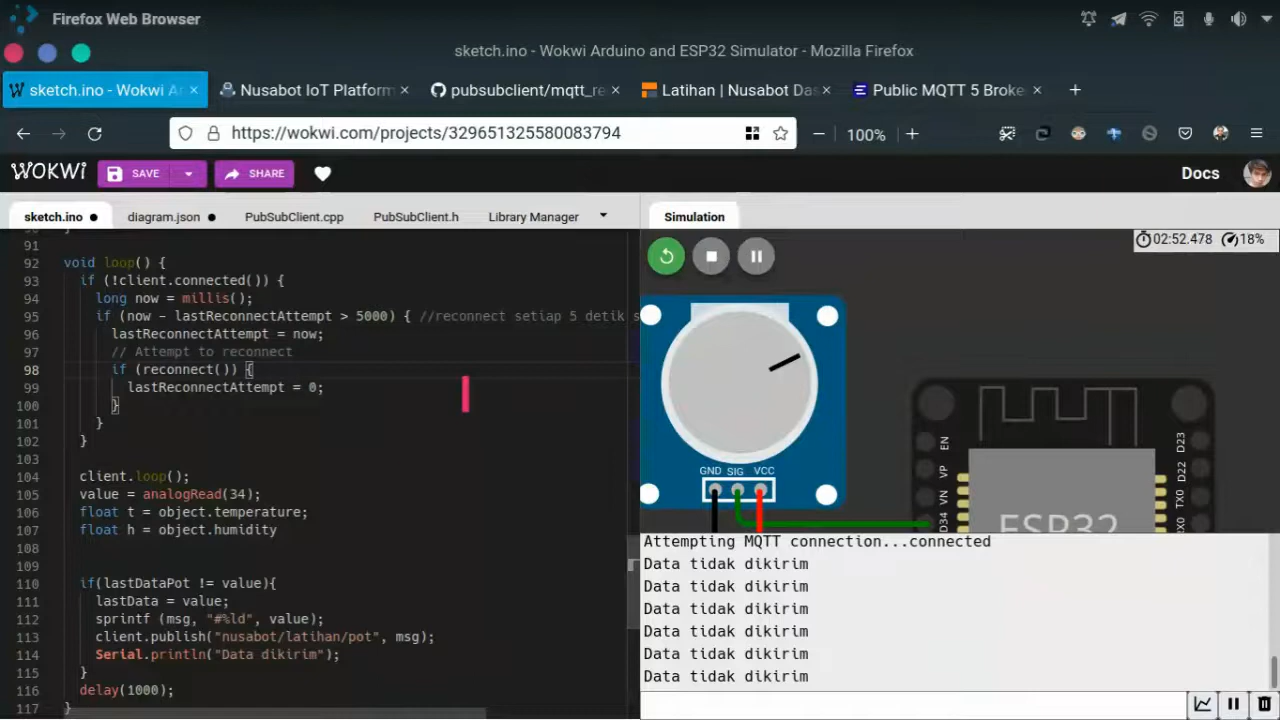 Firefox Web Browser
sketch.ino - Wokwi Arduino and ESP32 Simulator - Mozilla Firefox
sketch.ino - Wokwi Ar
Nusabot IoT Platform
pubsubclient/mqtt_re
Latihan | Nusabot Das
Public MQTT 5 Broke
https://wokwi.com/projects/329651325580083794
100%
WOKWi
SAVE
SHARE
Docs
sketch.ino
diagram.json
PubSubClient.cpp
PubSubClient.h
Library Manager
Simulation
02:52.478
18%
91
92 void loop() {
93 if (!client.connected()) {
94 long now = millis();
95 if (now - lastReconnectAttempt > 5000) { //reconnect setiap 5 detik s
96 lastReconnectAttempt = now;
97 // Attempt to reconnect
98 if (reconnect()) {
99 lastReconnectAttempt = 0;
100 }
101 }
102 }
103
104 client.loop();
105 value = analogRead(34);
106 float t = object.temperature;
107 float h = object.humidity
108
109
110 if(lastDataPot != value){
111 lastData = value;
112 sprintf (msg, "#%ld", value);
113 client.publish("nusabot/latihan/pot", msg);
114 Serial.println("Data dikirim");
115 }
116 delay(1000);
117 }
GND SIG VCC
EN
VP
VN
D34
D23
D22
TX0
RX0
ESP32
Attempting MQTT connection...connected
Data tidak dikirim
Data tidak dikirim
Data tidak dikirim
Data tidak dikirim
Data tidak dikirim
Data tidak dikirim